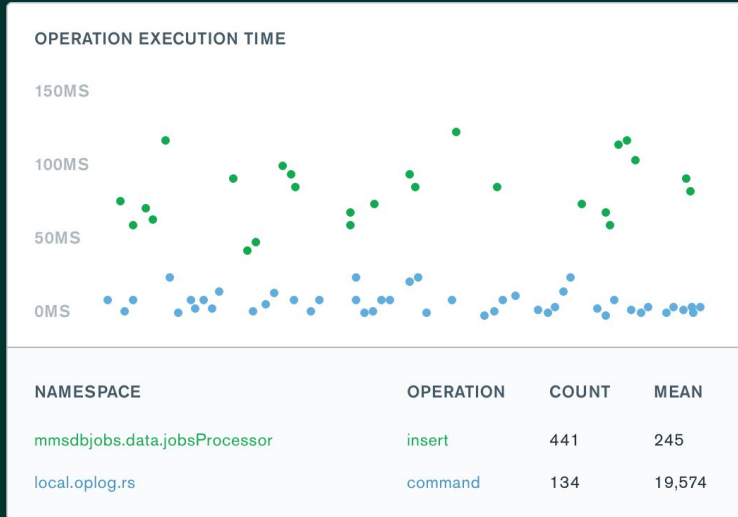 OPERATION EXECUTION TIME
150MS
100MS
50MS
0MS
NAMESPACE OPERATION COUNT MEAN
mmsdbjobs.data.jobsProcessor insert 441 245
local.oplog.rs command 134 19,574